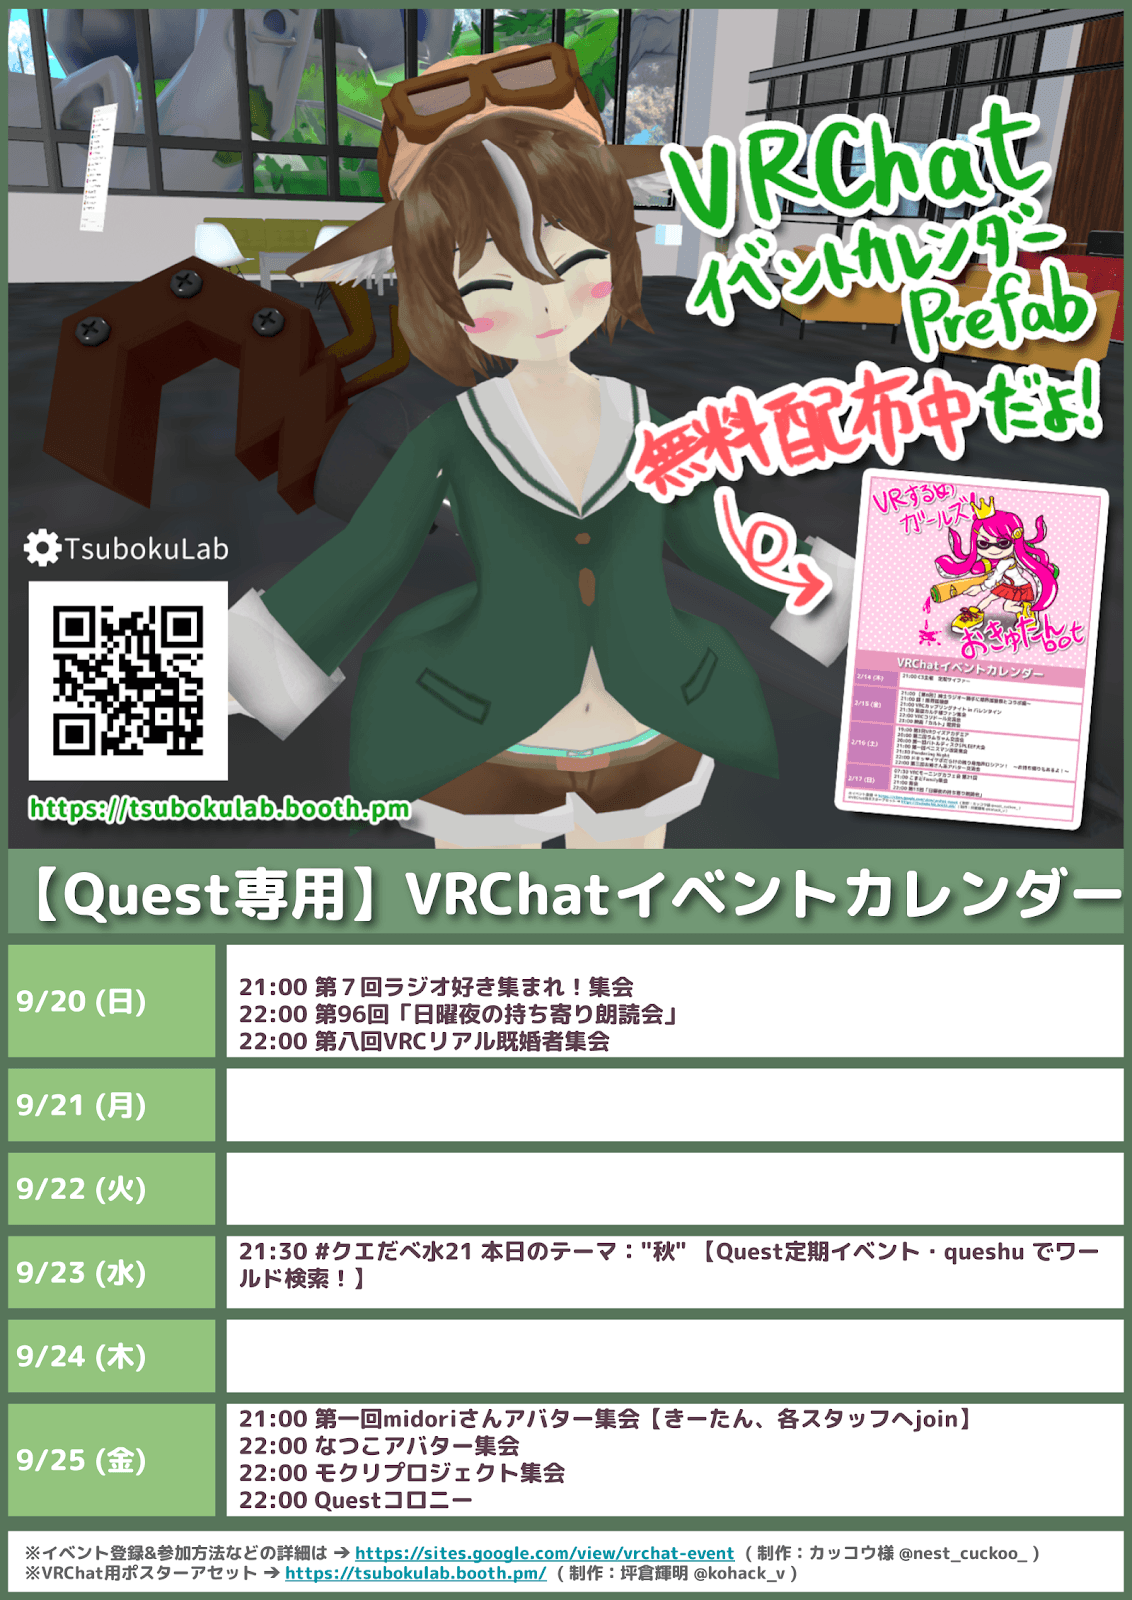 VRChat
イベントカレンダー
Prefab
無料配布中だよ!
TsubokuLab
https://tsubokulab.booth.pm
VRするめ
ガールズ
おきゅたんbot
VRChatイベントカレンダー
2/14 (木)
2/15 (金)
2/16 (土)
2/17 (日)
【Quest専用】VRChatイベントカレンダー
9/20 (日)
21:00 第７回ラジオ好き集まれ！集会
22:00 第96回「日曜夜の持ち寄り朗読会」
22:00 第八回VRCリアル既婚者集会
9/21 (月)
9/22 (火)
9/23 (水)
21:30 #クエだべ水21 本日のテーマ："秋" 【Quest定期イベント・queshu でワー
ルド検索！】
9/24 (木)
9/25 (金)
21:00 第一回midoriさんアバター集会【きーたん、各スタッフへjoin】
22:00 なつこアバター集会
22:00 モクリプロジェクト集会
22:00 Questコロニー
※イベント登録&参加方法などの詳細は → https://sites.google.com/view/vrchat-event ( 制作：カッコウ様 @nest_cuckoo_ )
※VRChat用ポスターアセット → https://tsubokulab.booth.pm/ ( 制作：坪倉輝明 @kohack_v )